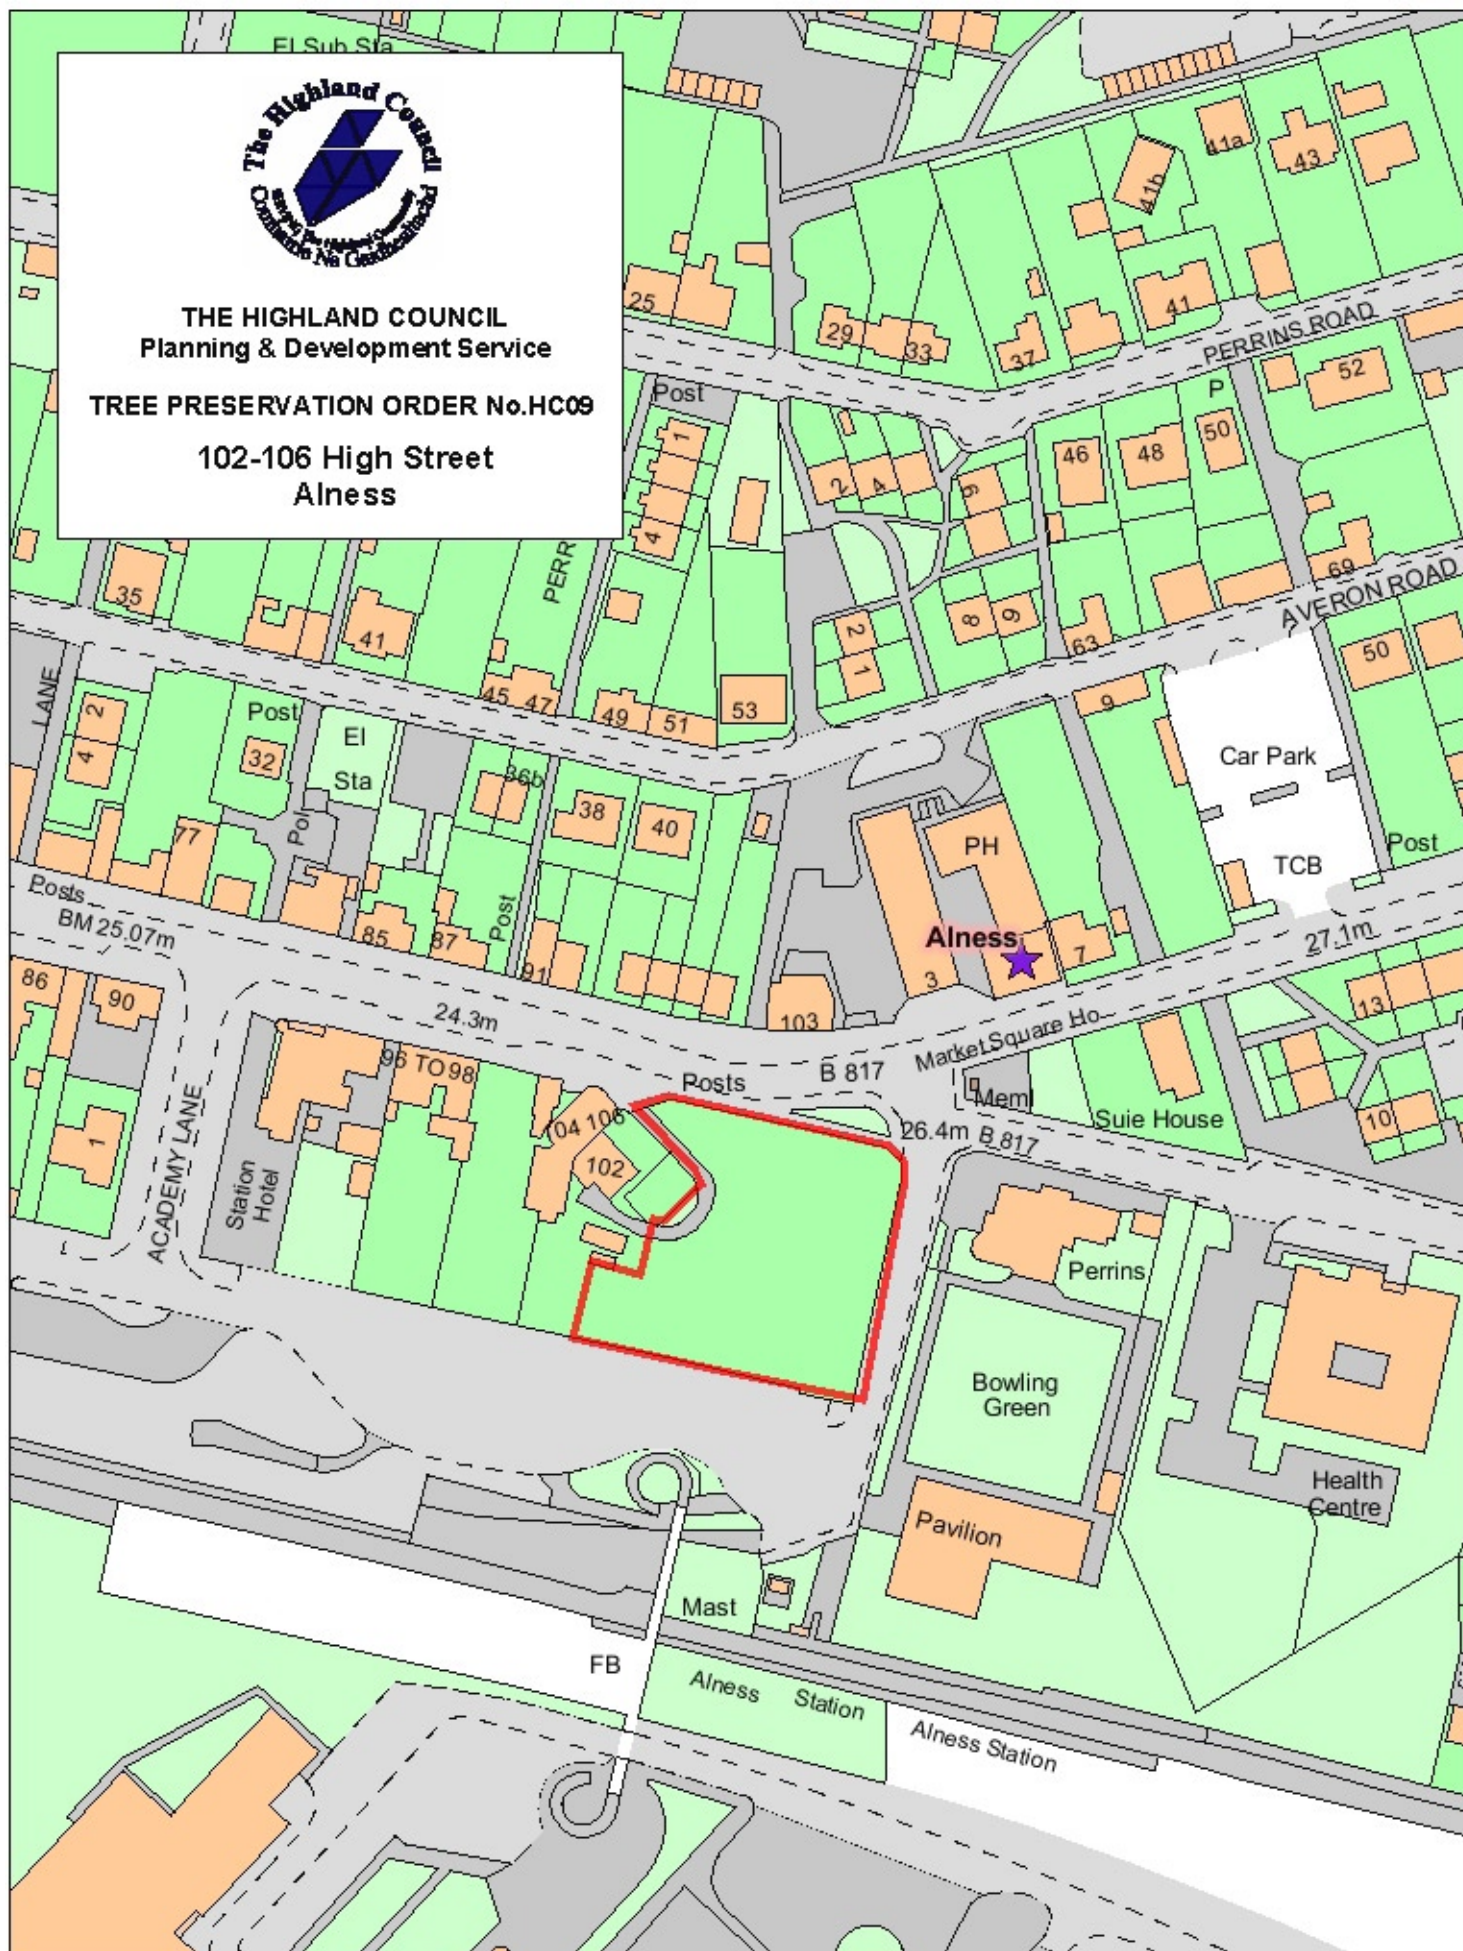 El Sub Sta
The Highland Council
Comhairle Na Gaidhealtachd
THE HIGHLAND COUNCIL
Planning & Development Service
TREE PRESERVATION ORDER No.HC09
102-106 High Street
Alness
41a
43
41b
25
29
33
37
41
PERRINS ROAD
52
Post
P
1
2
4
6
46
48
50
4
PERR
35
41
45
47
49
51
53
2
1
8
9
63
69
AVERON ROAD
50
9
LANE
2
4
Post
32
El
Sta
36b
38
40
Car Park
PH
TCB
Post
77
Pol
Posts
BM 25.07m
85
87
Post
91
Alness
3
7
27.1m
13
86
90
24.3m
103
Market Square Ho
96 TO 98
Posts
B 817
Meml
Suie House
10
1
ACADEMY LANE
Station
Hotel
104 106
102
26.4m B 817
Perrins
Bowling
Green
Health
Centre
Pavilion
Mast
FB
Alness Station
Alness Station